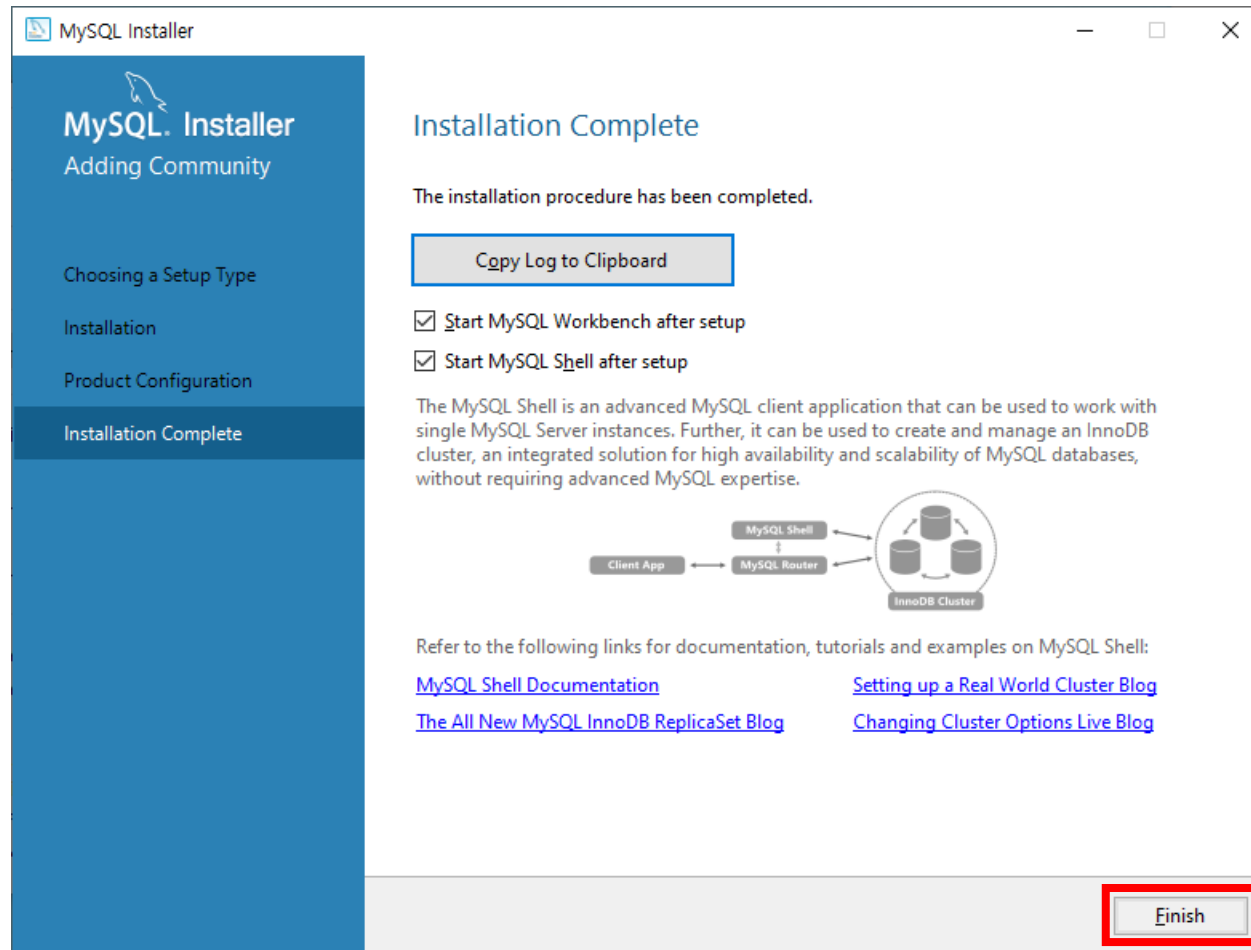 MySQL Installer
MySQL. Installer
Adding Community
Choosing a Setup Type
Installation
Product Configuration
Installation Complete
Installation Complete
The installation procedure has been completed.
Copy Log to Clipboard
Start MySQL Workbench after setup
Start MySQL Shell after setup
The MySQL Shell is an advanced MySQL client application that can be used to work with
single MySQL Server instances. Further, it can be used to create and manage an InnoDB
cluster, an integrated solution for high availability and scalability of MySQL databases,
without requiring advanced MySQL expertise.
MySQL Shell
Client App
MySQL Router
InnoDB Cluster
Refer to the following links for documentation, tutorials and examples on MySQL Shell:
MySQL Shell Documentation
Setting up a Real World Cluster Blog
The All New MySQL InnoDB ReplicaSet Blog
Changing Cluster Options Live Blog
Finish